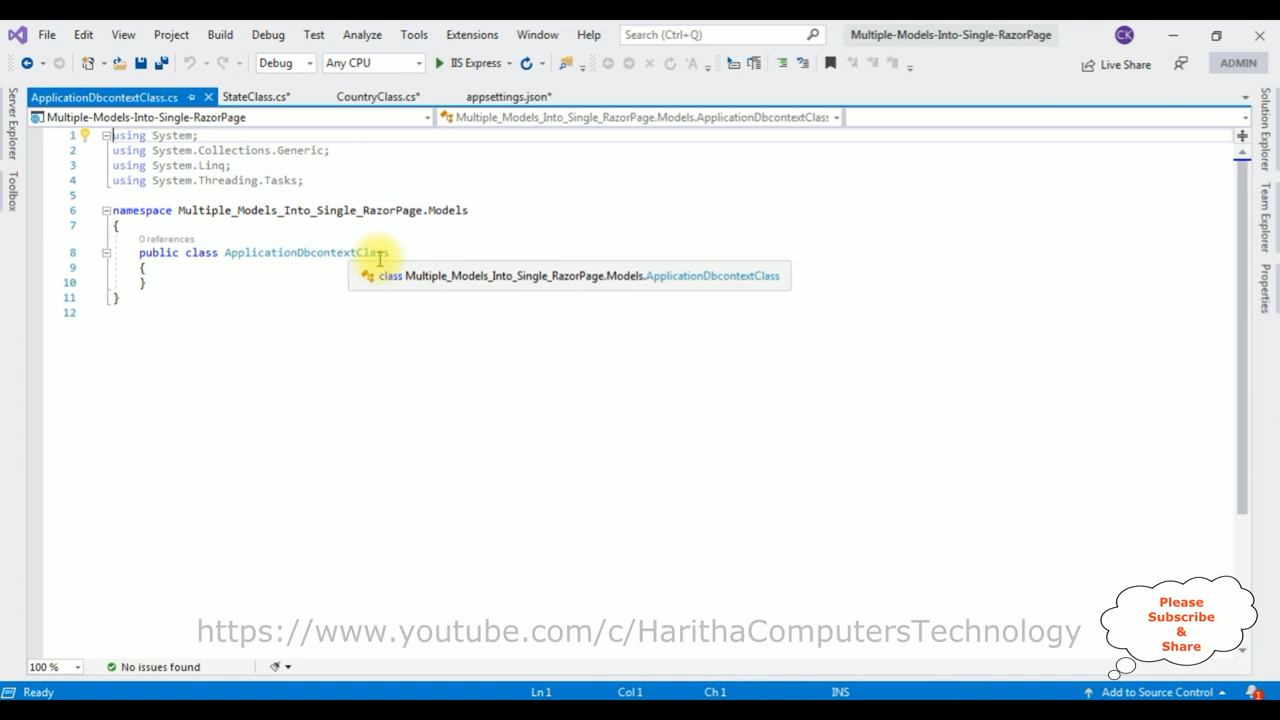 File Edit View Project Build Debug Test Analyze Tools Extensions Window Help Search (Ctrl+Q) Multiple-Models-Into-Single-RazorPage CK
Debug Any CPU IIS Express Live Share ADMIN
ApplicationDbcontextClass.cs StateClass.cs* CountryClass.cs* appsettings.json*
Multiple-Models-Into-Single-RazorPage Multiple_Models_Into_Single_RazorPage.Models.ApplicationDbcontextClass
Server Explorer
Toolbox
Solution Explorer
Team Explorer
Properties
1 using System;
2 using System.Collections.Generic;
3 using System.Linq;
4 using System.Threading.Tasks;
5
6 namespace Multiple_Models_Into_Single_RazorPage.Models
7 {
0 references
8 public class ApplicationDbcontextClass
9 {
10 }
11 }
12
class Multiple_Models_Into_Single_RazorPage.Models.ApplicationDbcontextClass
Please
Subscribe
&
Share
https://www.youtube.com/c/HarithaComputersTechnology
100 % No issues found
Ready Ln 1 Col 1 Ch 1 INS Add to Source Control 1